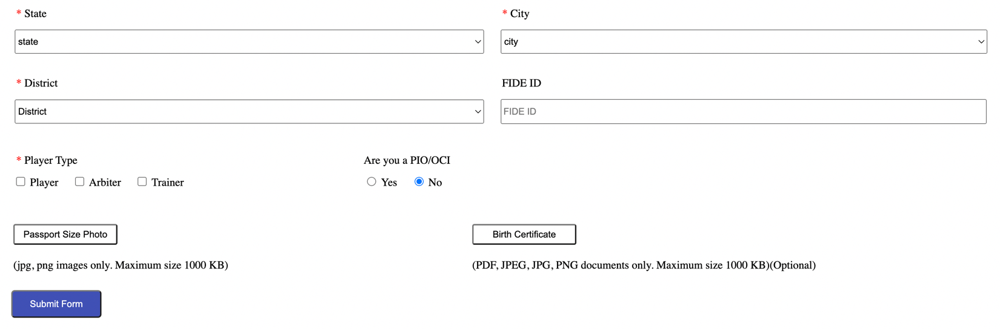 * State
* City
state
city
* District
FIDE ID
District
FIDE ID
* Player Type
Are you a PIO/OCI
Player Arbiter Trainer
Yes No
Passport Size Photo
Birth Certificate
(jpg, png images only. Maximum size 1000 KB)
(PDF, JPEG, JPG, PNG documents only. Maximum size 1000 KB)(Optional)
Submit Form